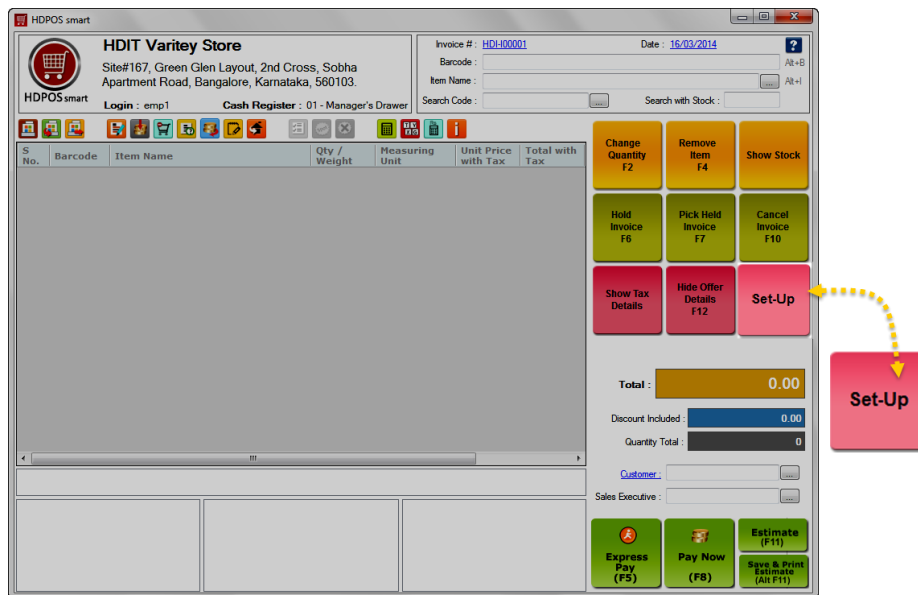 HDPOS smart
HDIT Varitey Store
Site#167, Green Glen Layout, 2nd Cross, Sobha
Apartment Road, Bangalore, Karnataka, 560103.
HDPOS smart
Login : emp1 Cash Register : 01 - Manager's Drawer
Invoice # : HDI-I00001 Date : 16/03/2014 ?
Barcode : Alt+B
Item Name : ... Alt+I
Search Code : ... Search with Stock :
S No. Barcode Item Name Qty / Weight Measuring Unit Unit Price with Tax Total with Tax
Change Quantity F2
Remove Item F4
Show Stock
Hold Invoice F6
Pick Held Invoice F7
Cancel Invoice F10
Show Tax Details
Hide Offer Details F12
Set-Up
Set-Up
Total : 0.00
Discount Included : 0.00
Quantity Total : 0
Customer : ...
Sales Executive : ...
Express Pay (F5)
Pay Now (F8)
Estimate (F11)
Save & Print Estimate (Alt F11)